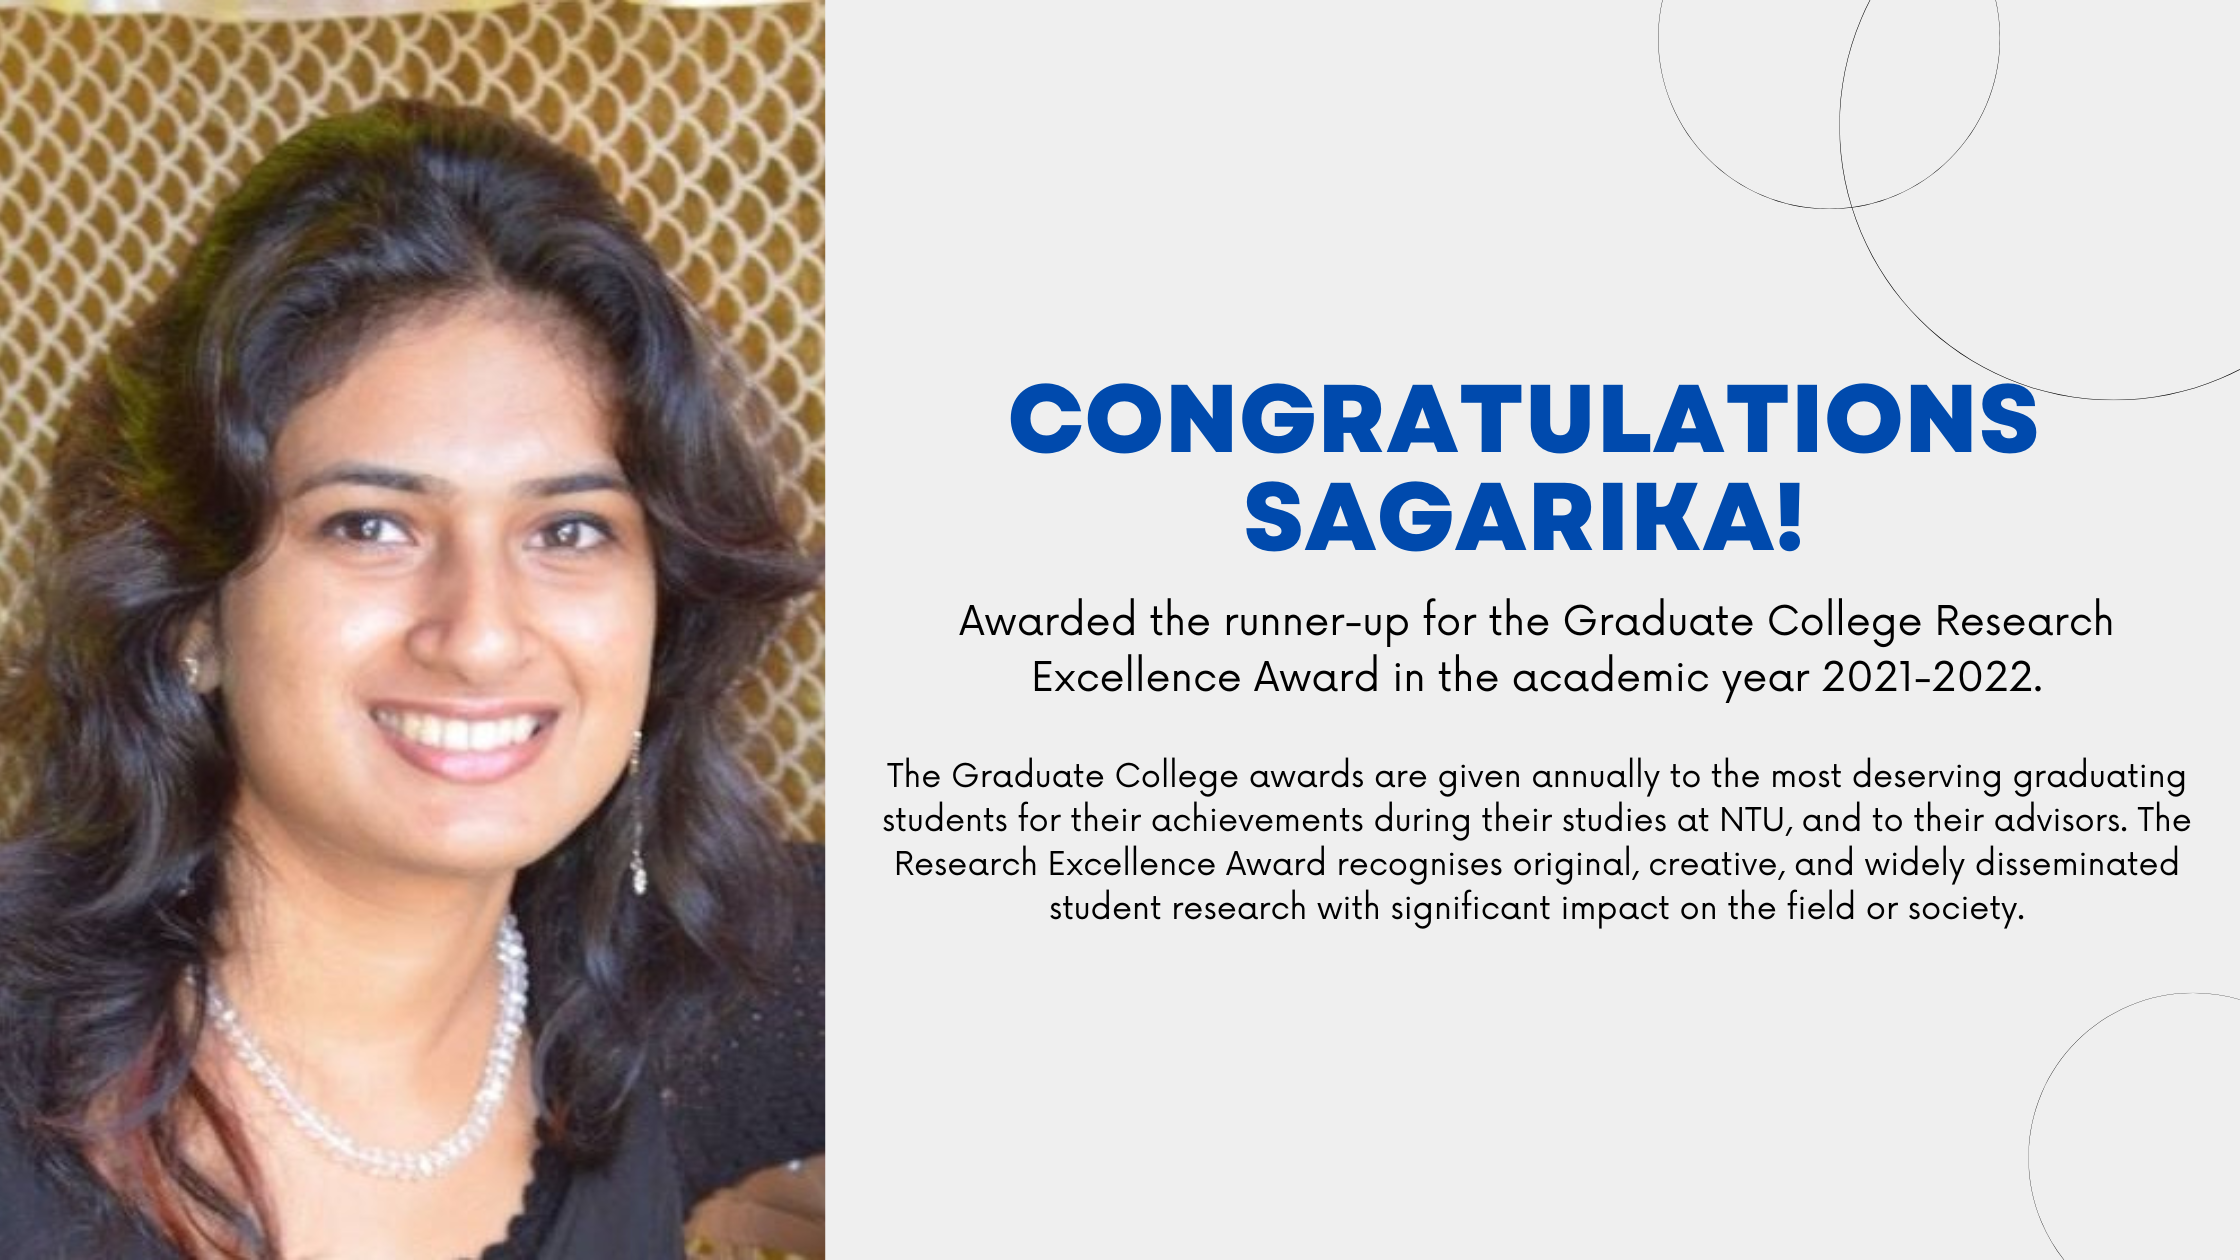 CONGRATULATIONS
SAGARIKA!
Awarded the runner-up for the Graduate College Research
Excellence Award in the academic year 2021-2022.
The Graduate College awards are given annually to the most deserving graduating
students for their achievements during their studies at NTU, and to their advisors. The
Research Excellence Award recognises original, creative, and widely disseminated
student research with significant impact on the field or society.